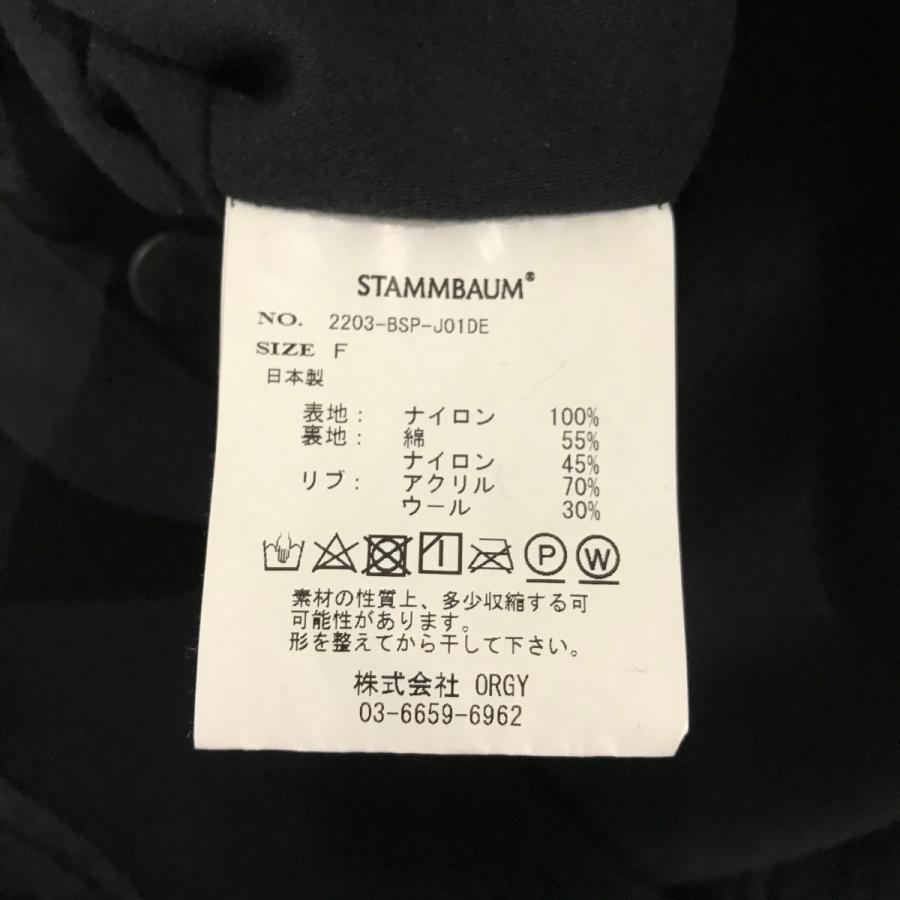 STAMMBAUM®
NO. 2203-BSP-J01DE
SIZE F
日本製
表地: ナイロン 100%
裏地: 綿 55%
ナイロン 45%
リブ: アクリル 70%
ウール 30%
P W
素材の性質上、多少収縮する可
可能性があります。
形を整えてから干して下さい。
株式会社 ORGY
03-6659-6962